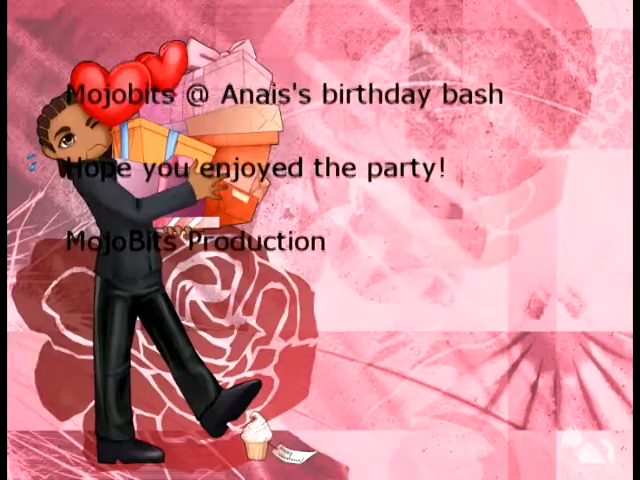 Mojobits @ Anais's birthday bash
Hope you enjoyed the party!
MojoBits Production